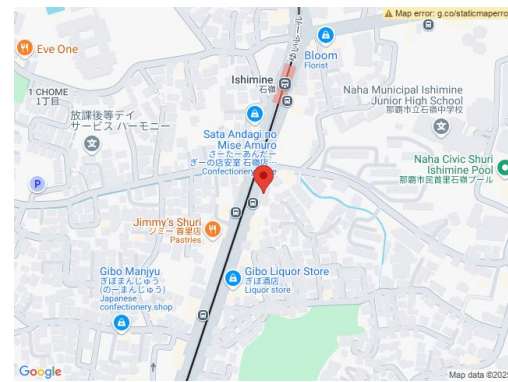 Map error: g.co/staticmaperro
Eve One
Bloom
Florist
Ishimine
石嶺
1 CHOME
1丁目
放課後等デイ
サービス ハーモニー
Naha Municipal Ishimine
Junior High School
那覇市立石嶺中学校
Sata Andagi no
Mise Amuro
さーたーあんだー
ぎーの店安室 石嶺店…
Confectionery
Naha Civic Shuri
Ishimine Pool
那覇市民首里石嶺プール
P
Jimmy's Shuri
ジミー 首里店
Pastries
Gibo Manjyu
ぎぼまんじゅう
(のーまんじゅう)
Japanese
confectionery shop
Gibo Liquor Store
ぎぼ酒店
Liquor store
Google
Map data ©2025